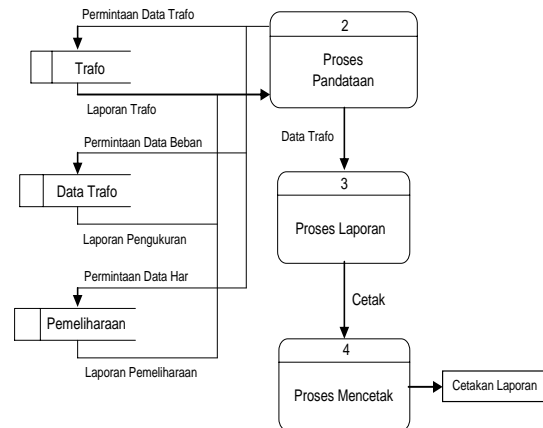 Permintaan Data Trafo
2
Trafo
Proses
Pandataan
Laporan Trafo
Permintaan Data Beban
Data Trafo
3
Data Trafo
Proses Laporan
Laporan Pengukuran
Permintaan Data Har
Cetak
Pemeliharaan
4
Laporan Pemeliharaan
Proses Mencetak
Cetakan Laporan